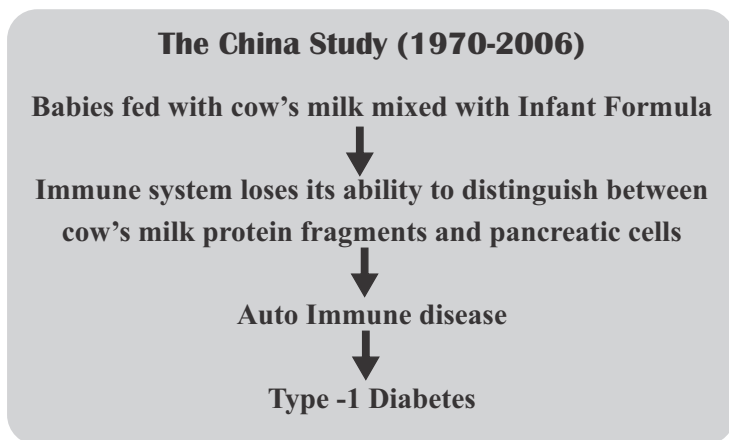 The China Study (1970-2006)
Babies fed with cow's milk mixed with Infant Formula
Immune system loses its ability to distinguish between
cow's milk protein fragments and pancreatic cells
Auto Immune disease
Type -1 Diabetes